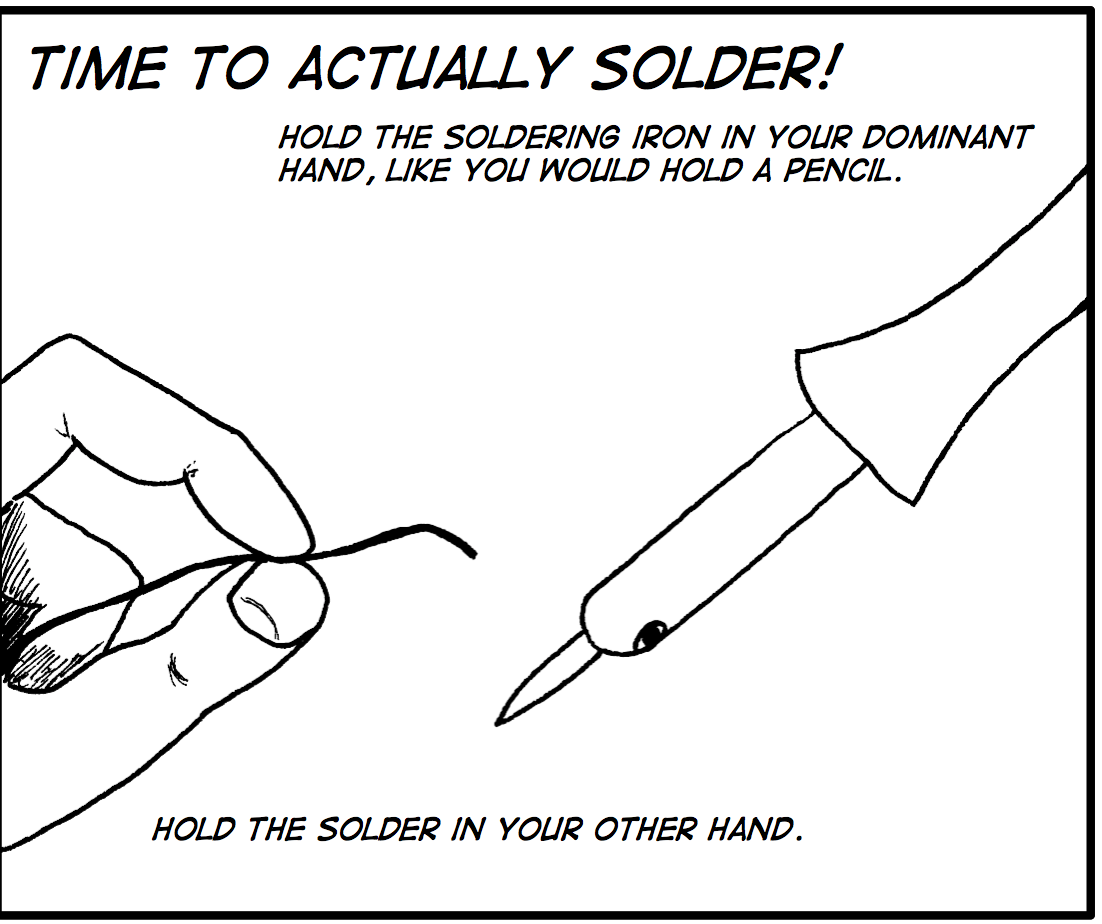 TIME TO ACTUALLY SOLDER!
HOLD THE SOLDERING IRON IN YOUR DOMINANT
HAND, LIKE YOU WOULD HOLD A PENCIL.
HOLD THE SOLDER IN YOUR OTHER HAND.